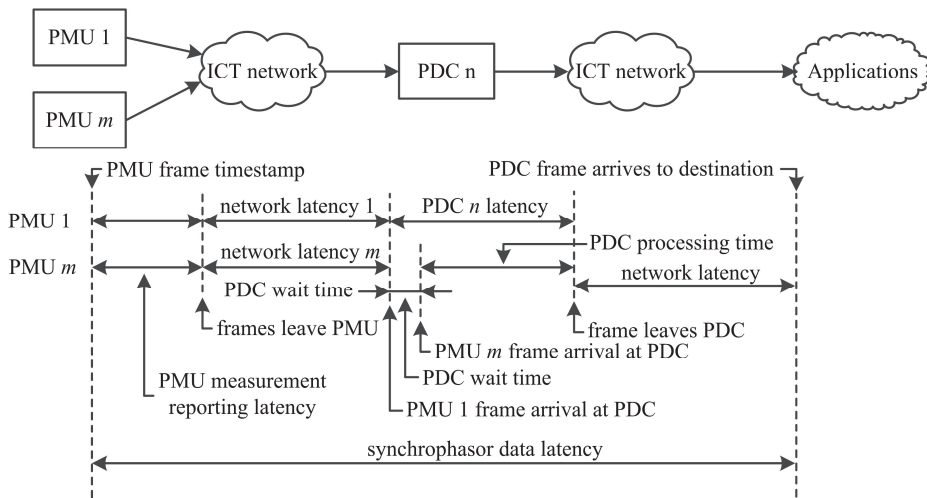 PMU 1
ICT network
PDC n
ICT network
Applications
PMU m
PMU frame timestamp
PDC frame arrives to destination
PMU 1
network latency 1
PDC n latency
PMU m
network latency m
PDC processing time
network latency
PDC wait time
frames leave PMU
frame leaves PDC
PMU m frame arrival at PDC
PMU measurement
reporting latency
PDC wait time
PMU 1 frame arrival at PDC
synchrophasor data latency